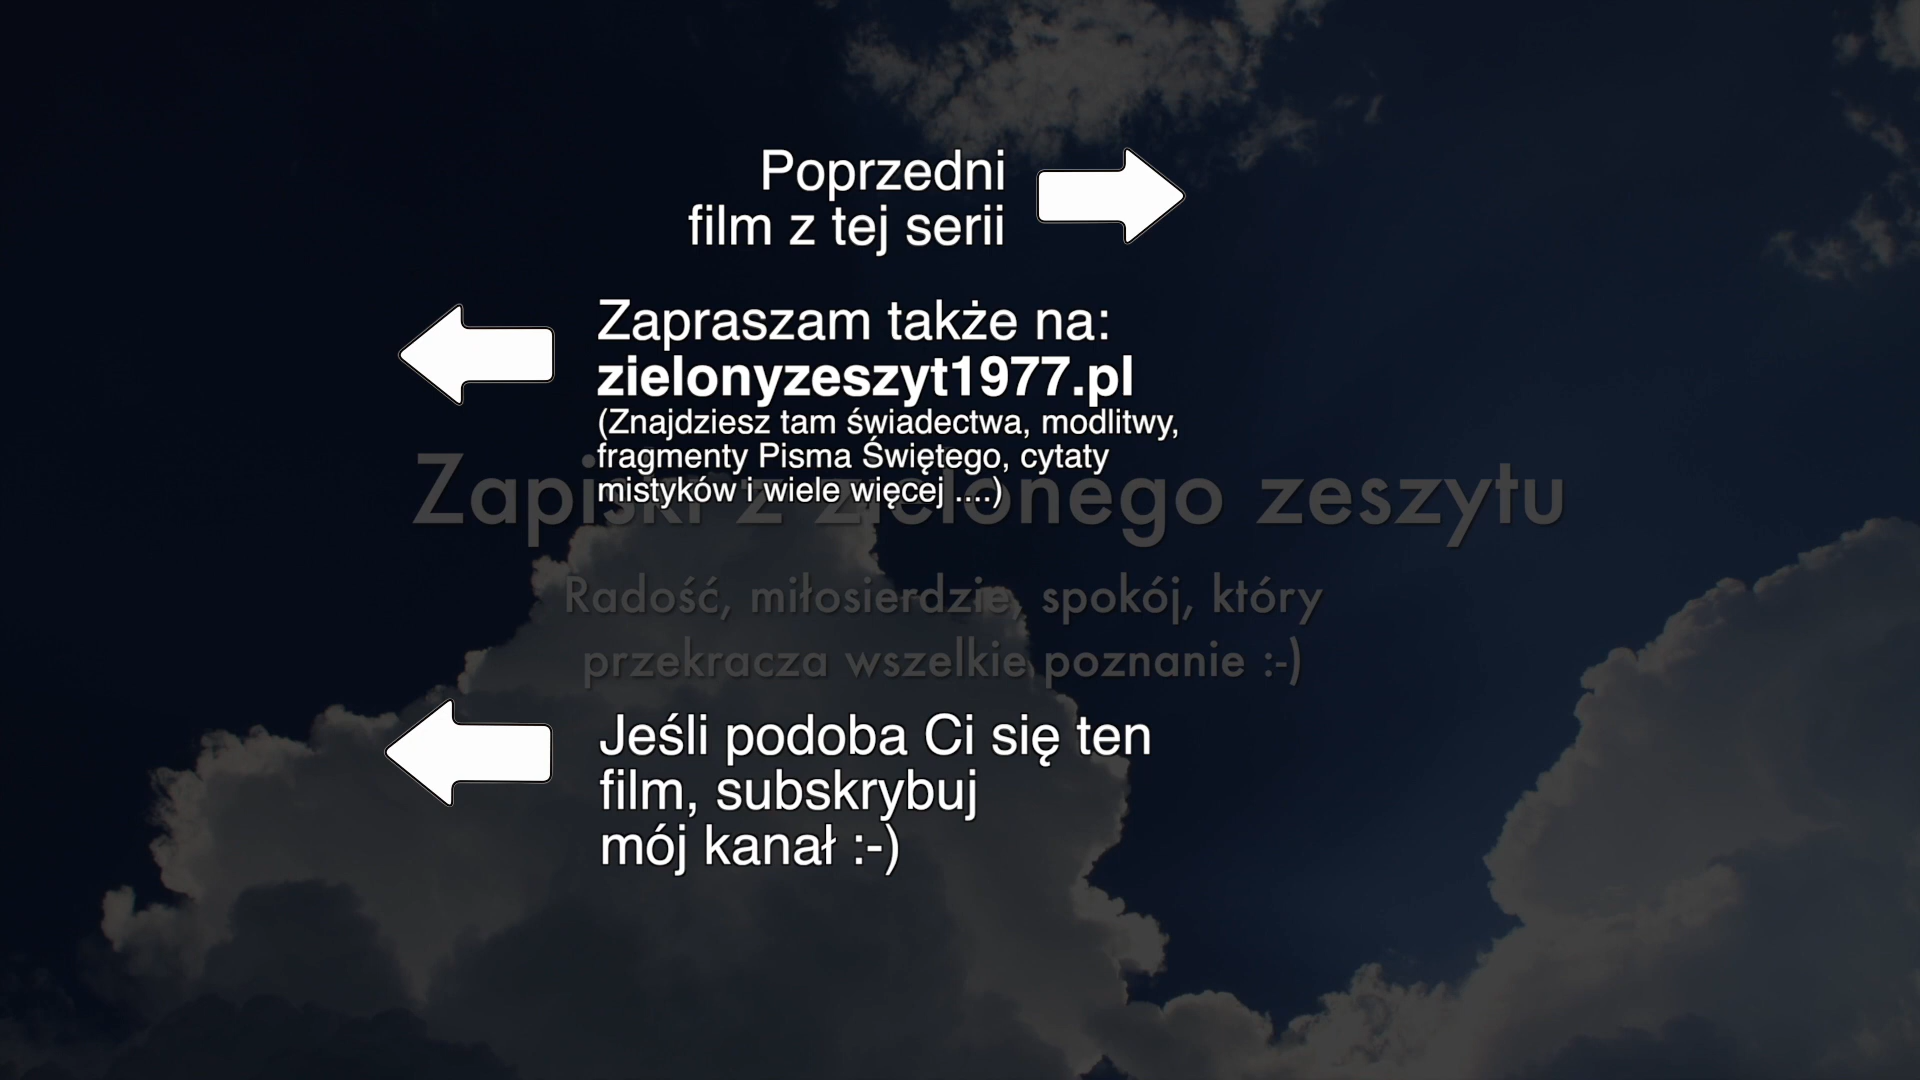 Poprzedni
film z tej serii
Zapraszam także na:
zielonyzeszyt1977.pl
(Znajdziesz tam świadectwa, modlitwy,
fragmenty Pisma Świętego, cytaty
mistyków i wiele więcej ....)
Zapiski z zielonego zeszytu
Radość, miłosierdzie, spokój, który
przekracza wszelkie poznanie :-)
Jeśli podoba Ci się ten
film, subskrybuj
mój kanał :-)